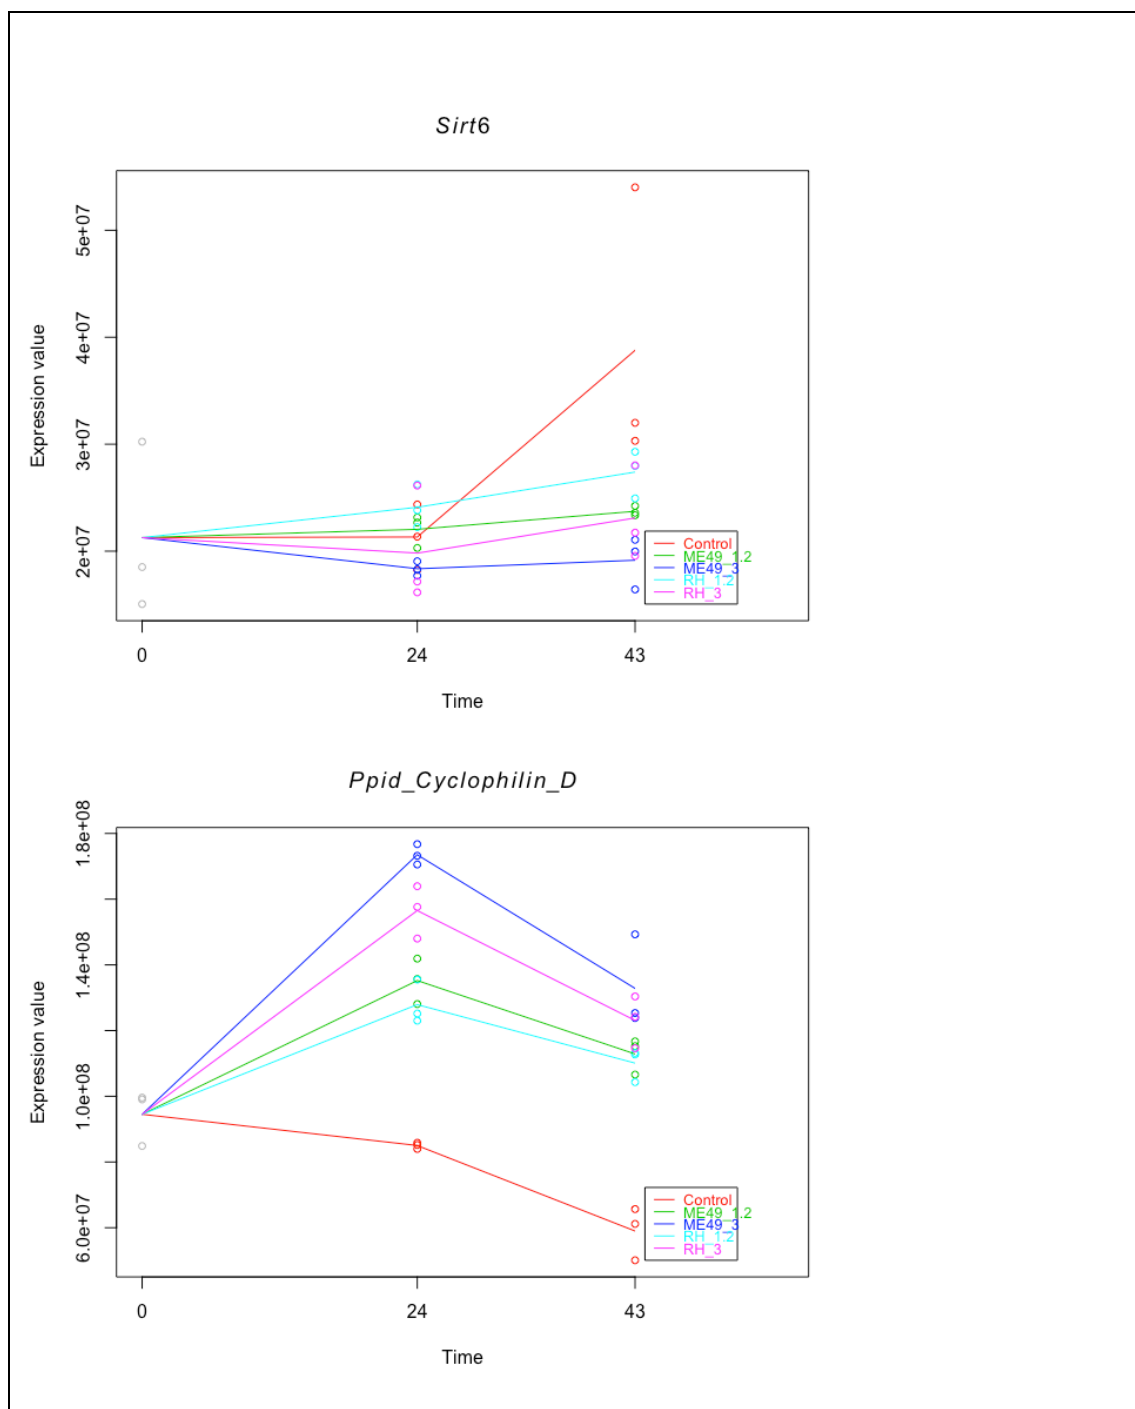 Sirt6
Expression value
5e+07
4e+07
3e+07
2e+07
Control
ME49_1.2
ME49_3
RH_1.2
RH_3
0 24 43
Time
Ppid_Cyclophilin_D
Expression value
1.8e+08
1.4e+08
1.0e+08
6.0e+07
Control
ME49_1.2
ME49_3
RH_1.2
RH_3
0 24 43
Time